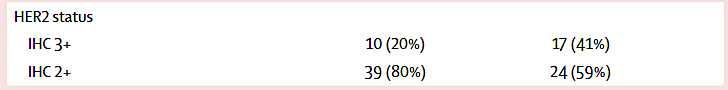 HER2 status
IHC 3+ 10 (20%) 17 (41%)
IHC 2+ 39 (80%) 24 (59%)